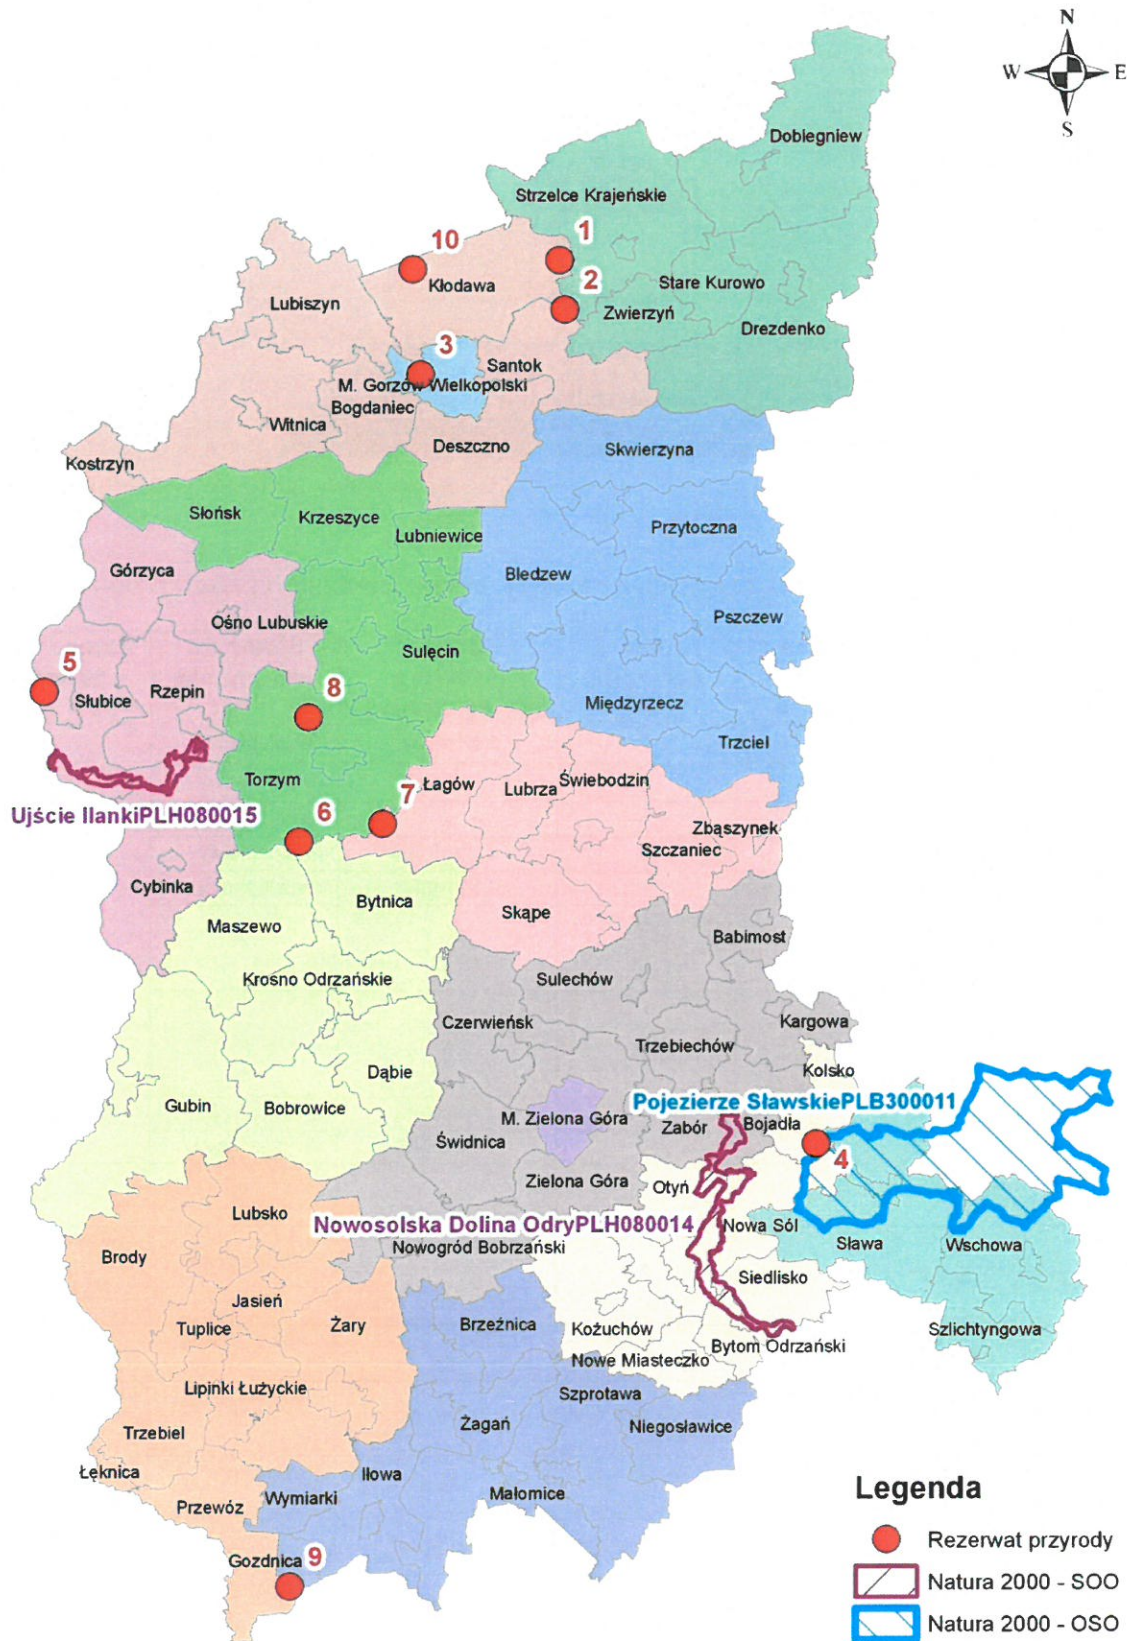 N
W
E
S
Dobiegniew
Strzelce Krajeńskie
1
10
Kłodawa
2
Stare Kurowo
Lubiszyn
Zwierzyń
Drezdenko
3
Santok
M. Gorzów Wielkopolski
Bogdaniec
Witnica
Deszczno
Skwierzyna
Kostrzyn
Słońsk
Krzeszyce
Przytoczna
Lubniewice
Górzyca
Bledzew
Pszczew
Ośno Lubuskie
Sulęcin
5
8
Rzepin
Słubice
Międzyrzecz
Trzciel
Torzym
Łagów
Lubrza
Świebodzin
Ujście IlankiPLH080015
6
7
Zbąszynek
Szczaniec
Cybinka
Bytnica
Skąpe
Maszewo
Babimost
Krosno Odrzańskie
Sulechów
Czerwieńsk
Kargowa
Trzebiechów
Dąbie
Kolsko
Gubin
Bobrowice
Pojezierze SławskiePLB300011
M. Zielona Góra
Zabór
Bojadła
Świdnica
4
Zielona Góra
Otyń
Lubsko
Nowosolska Dolina OdryPLH080014
Nowa Sól
Brody
Nowogród Bobrzański
Sława
Wschowa
Siedlisko
Jasień
Tuplice
Żary
Brzeźnica
Kożuchów
Szlichtyngowa
Bytom Odrzański
Nowe Miasteczko
Lipinki Łużyckie
Szprotawa
Żagań
Niegosławice
Trzebiel
Łęknica
Iłowa
Wymiarki
Małomice
Przewóz
Gozdnica
9
Legenda
Rezerwat przyrody
Natura 2000 - SOO
Natura 2000 - OSO